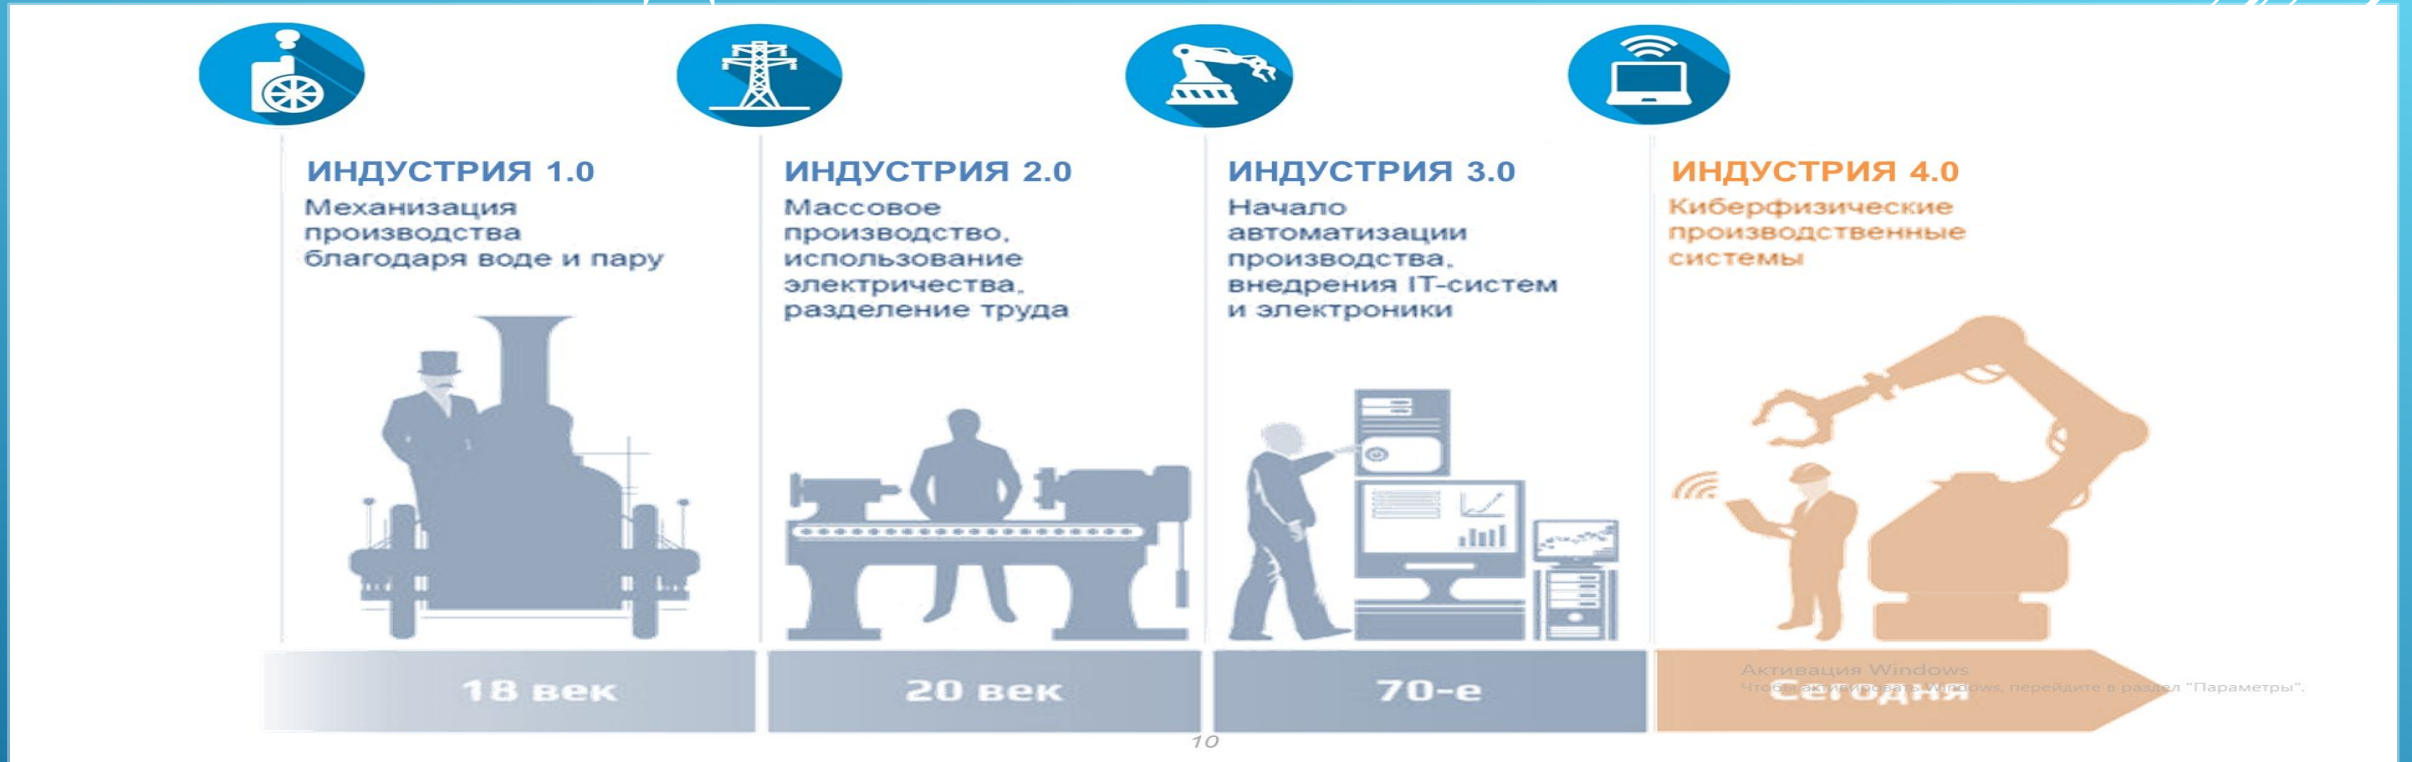 ИНДУСТРИЯ 1.0
Механизация
производства
благодаря воде и пару
18 век
ИНДУСТРИЯ 2.0
Массовое
производство,
использование
электричества,
разделение труда
20 век
ИНДУСТРИЯ 3.0
Начало
автоматизации
производства,
внедрения IT-систем
и электроники
70-е
ИНДУСТРИЯ 4.0
Киберфизические
производственные
системы
Сегодня
Активация Windows
Чтобы активировать Windows, перейдите в раздел "Параметры".
10